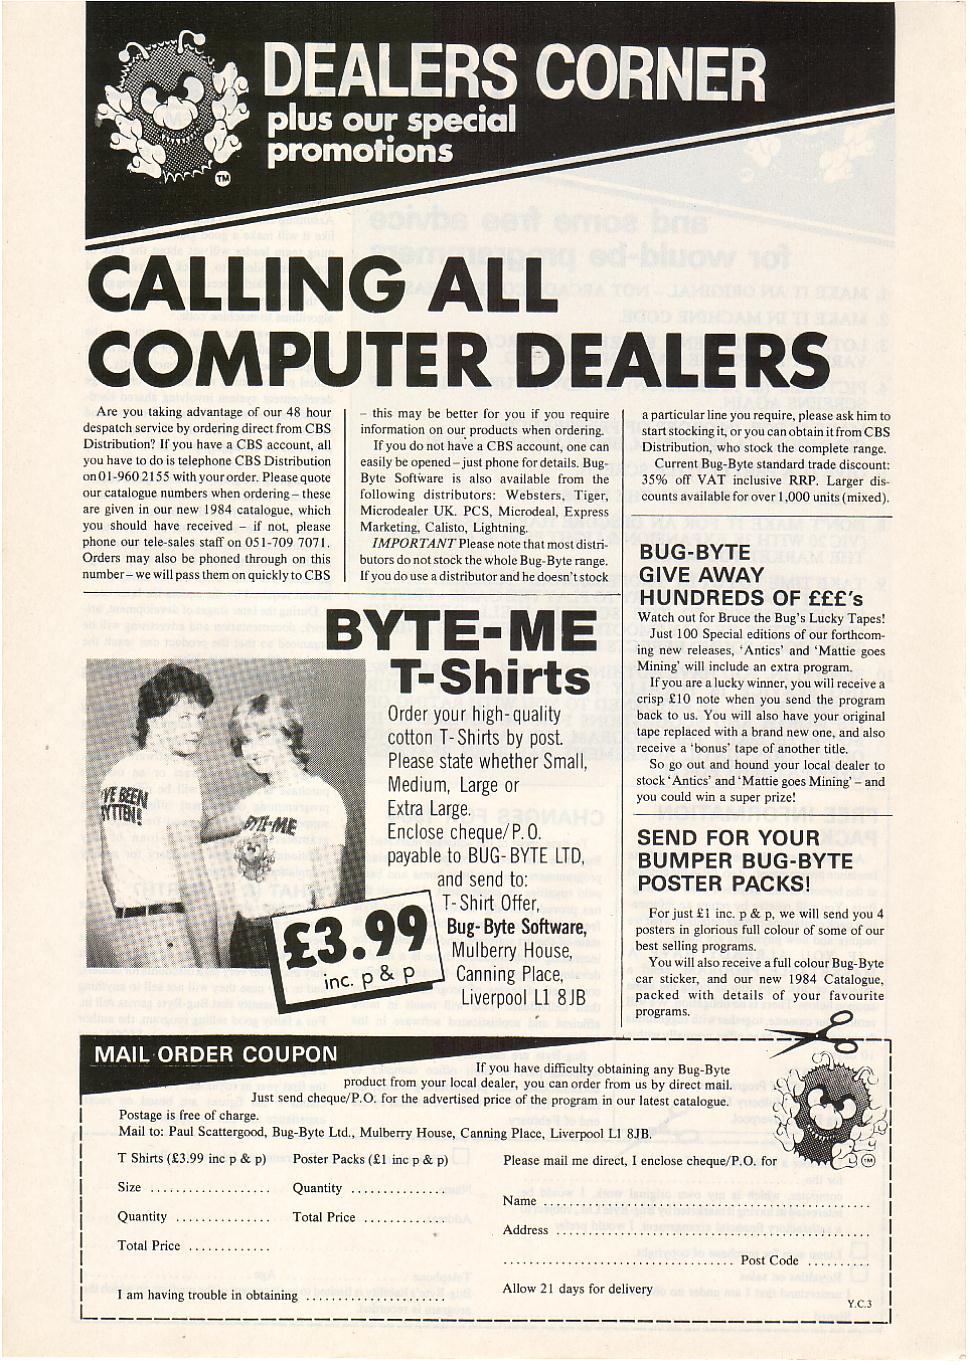 DEALERS CORNER
plus our special
promotions
TM
CALLING ALL
COMPUTER DEALERS
Are you taking advantage of our 48 hour
despatch service by ordering direct from CBS
Distribution? If you have a CBS account, all
you have to do is telephone CBS Distribution
on 01-960 2155 with your order. Please quote
our catalogue numbers when ordering – these
are given in our new 1984 catalogue, which
you should have received – if not, please
phone our tele-sales staff on 051-709 7071.
Orders may also be phoned through on this
number – we will pass them on quickly to CBS
– this may be better for you if you require
information on our products when ordering.
If you do not have a CBS account, one can
easily be opened – just phone for details. Bug-
Byte Software is also available from the
following distributors: Websters, Tiger,
Microdealer UK. PCS, Microdeal, Express
Marketing, Calisto, Lightning.
IMPORTANT Please note that most distri-
butors do not stock the whole Bug-Byte range.
If you do use a distributor and he doesn't stock
a particular line you require, please ask him to
start stocking it, or you can obtain it from CBS
Distribution, who stock the complete range.
Current Bug-Byte standard trade discount:
35% off VAT inclusive RRP. Larger dis-
counts available for over 1,000 units (mixed).
BUG-BYTE
GIVE AWAY
HUNDREDS OF £££'s
Watch out for Bruce the Bug's Lucky Tapes!
Just 100 Special editions of our forthcom-
ing new releases, 'Antics' and 'Mattie goes
Mining' will include an extra program.
If you are a lucky winner, you will receive a
crisp £10 note when you send the program
back to us. You will also have your original
tape replaced with a brand new one, and also
receive a 'bonus' tape of another title.
So go out and hound your local dealer to
stock 'Antics' and 'Mattie goes Mining' – and
you could win a super prize!
BYTE-ME
T-Shirts
Order your high-quality
cotton T-Shirts by post.
Please state whether Small,
Medium, Large or
Extra Large.
Enclose cheque/P.O.
payable to BUG-BYTE LTD,
and send to:
T-Shirt Offer,
Bug-Byte Software,
Mulberry House,
Canning Place,
Liverpool L1 8JB
I'VE BEEN
BYTTEN!
BYTE-ME
£3.99
inc. p & p
SEND FOR YOUR
BUMPER BUG-BYTE
POSTER PACKS!
For just £1 inc. p & p, we will send you 4
posters in glorious full colour of some of our
best selling programs.
You will also receive a full colour Bug-Byte
car sticker, and our new 1984 Catalogue,
packed with details of your favourite
programs.
MAIL ORDER COUPON
If you have difficulty obtaining any Bug-Byte
product from your local dealer, you can order from us by direct mail.
Just send cheque/P.O. for the advertised price of the program in our latest catalogue.
Postage is free of charge.
Mail to: Paul Scattergood, Bug-Byte Ltd., Mulberry House, Canning Place, Liverpool L1 8JB.
TM
T Shirts (£3.99 inc p & p)
Size
Quantity
Total Price
Poster Packs (£1 inc p & p)
Quantity
Total Price
I am having trouble in obtaining
Please mail me direct, I enclose cheque/P.O. for
Name
Address
Post Code
Allow 21 days for delivery
Y.C.3